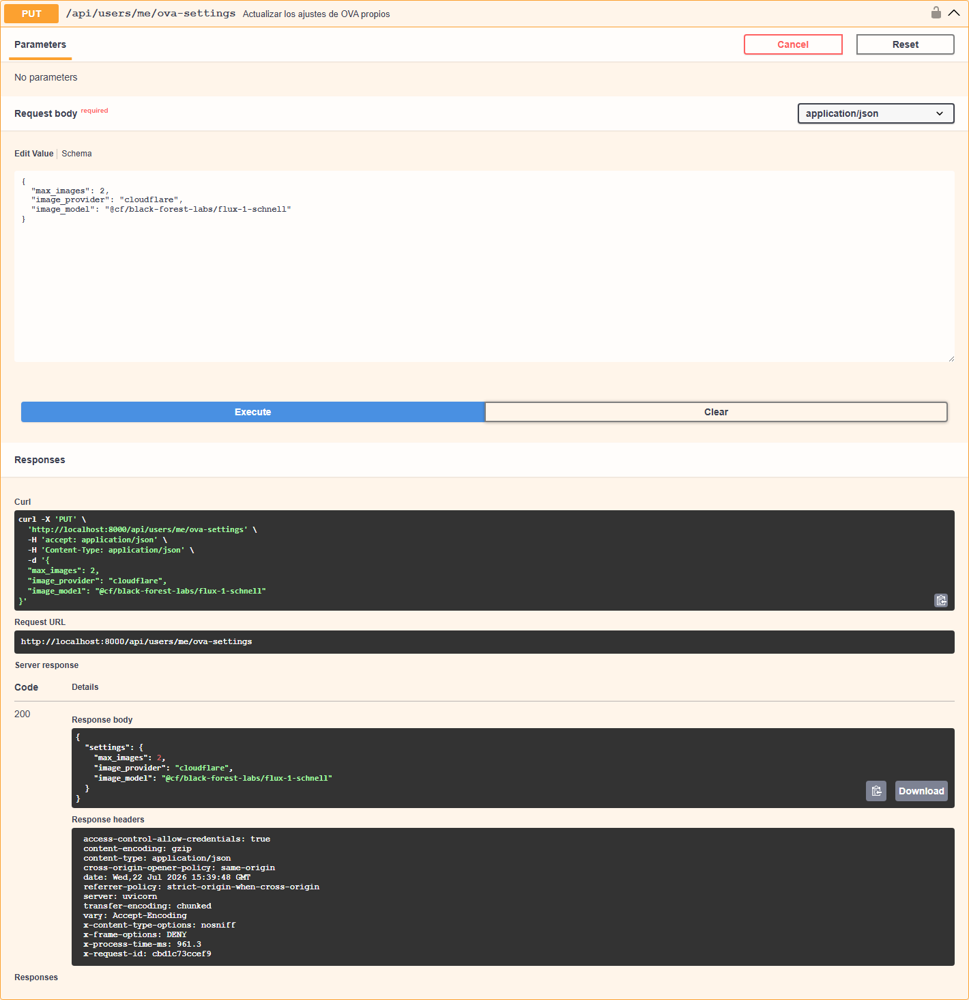 PUT /api/users/me/ova-settings Actualizar los ajustes de OVA propios
Parameters
Cancel
Reset
No parameters
Request body required
application/json
Edit Value
Schema
{
  "max_images": 2,
  "image_provider": "cloudflare",
  "image_model": "@cf/black-forest-labs/flux-1-schnell"
}
Execute
Clear
Responses
Curl
curl -X 'PUT' \
  'http://localhost:8000/api/users/me/ova-settings' \
  -H 'accept: application/json' \
  -H 'Content-Type: application/json' \
  -d '{
  "max_images": 2,
  "image_provider": "cloudflare",
  "image_model": "@cf/black-forest-labs/flux-1-schnell"
}'
Request URL
http://localhost:8000/api/users/me/ova-settings
Server response
Code
Details
200
Response body
{
  "settings": {
    "max_images": 2,
    "image_provider": "cloudflare",
    "image_model": "@cf/black-forest-labs/flux-1-schnell"
  }
}
Download
Response headers
access-control-allow-credentials: true
content-encoding: gzip
content-type: application/json
cross-origin-opener-policy: same-origin
date: Wed,22 Jul 2026 15:39:48 GMT
referrer-policy: strict-origin-when-cross-origin
server: uvicorn
transfer-encoding: chunked
vary: Accept-Encoding
x-content-type-options: nosniff
x-frame-options: DENY
x-process-time-ms: 961.3
x-request-id: cbd1c73ccef9
Responses